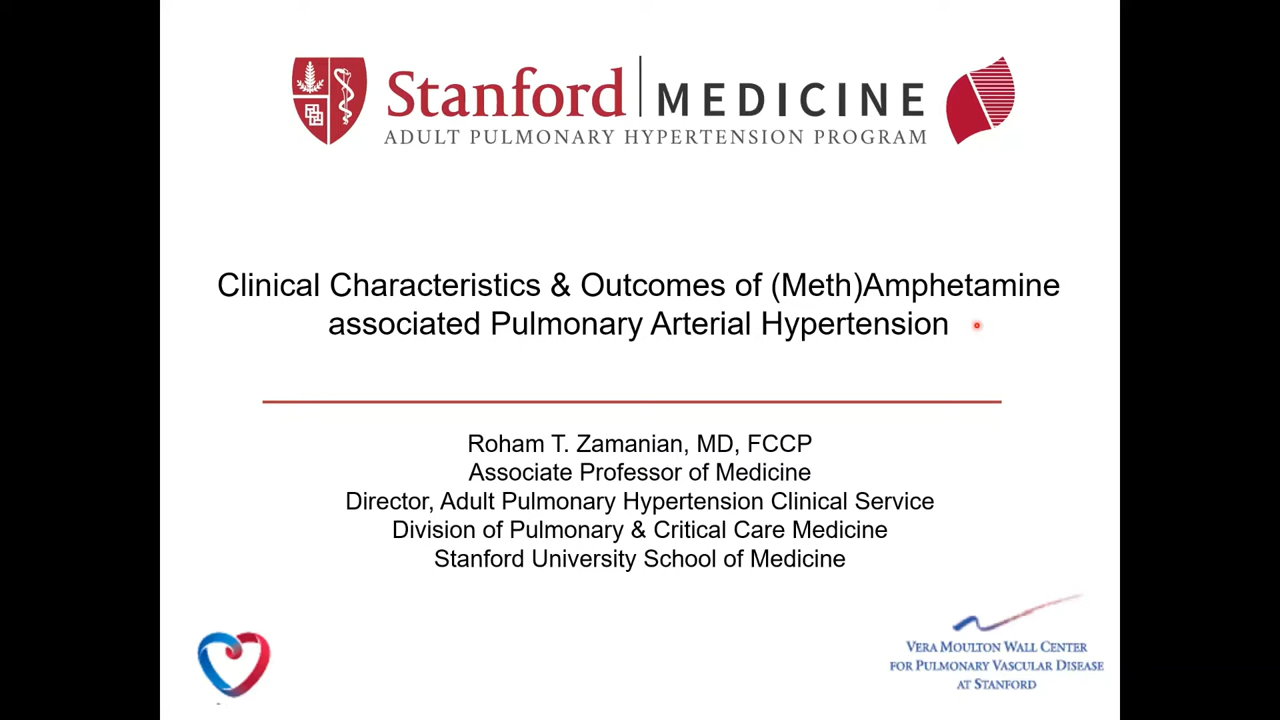 Stanford MEDICINE
ADULT PULMONARY HYPERTENSION PROGRAM
Clinical Characteristics & Outcomes of (Meth)Amphetamine
associated Pulmonary Arterial Hypertension
Roham T. Zamanian, MD, FCCP
Associate Professor of Medicine
Director, Adult Pulmonary Hypertension Clinical Service
Division of Pulmonary & Critical Care Medicine
Stanford University School of Medicine
VERA MOULTON WALL CENTER
FOR PULMONARY VASCULAR DISEASE
AT STANFORD